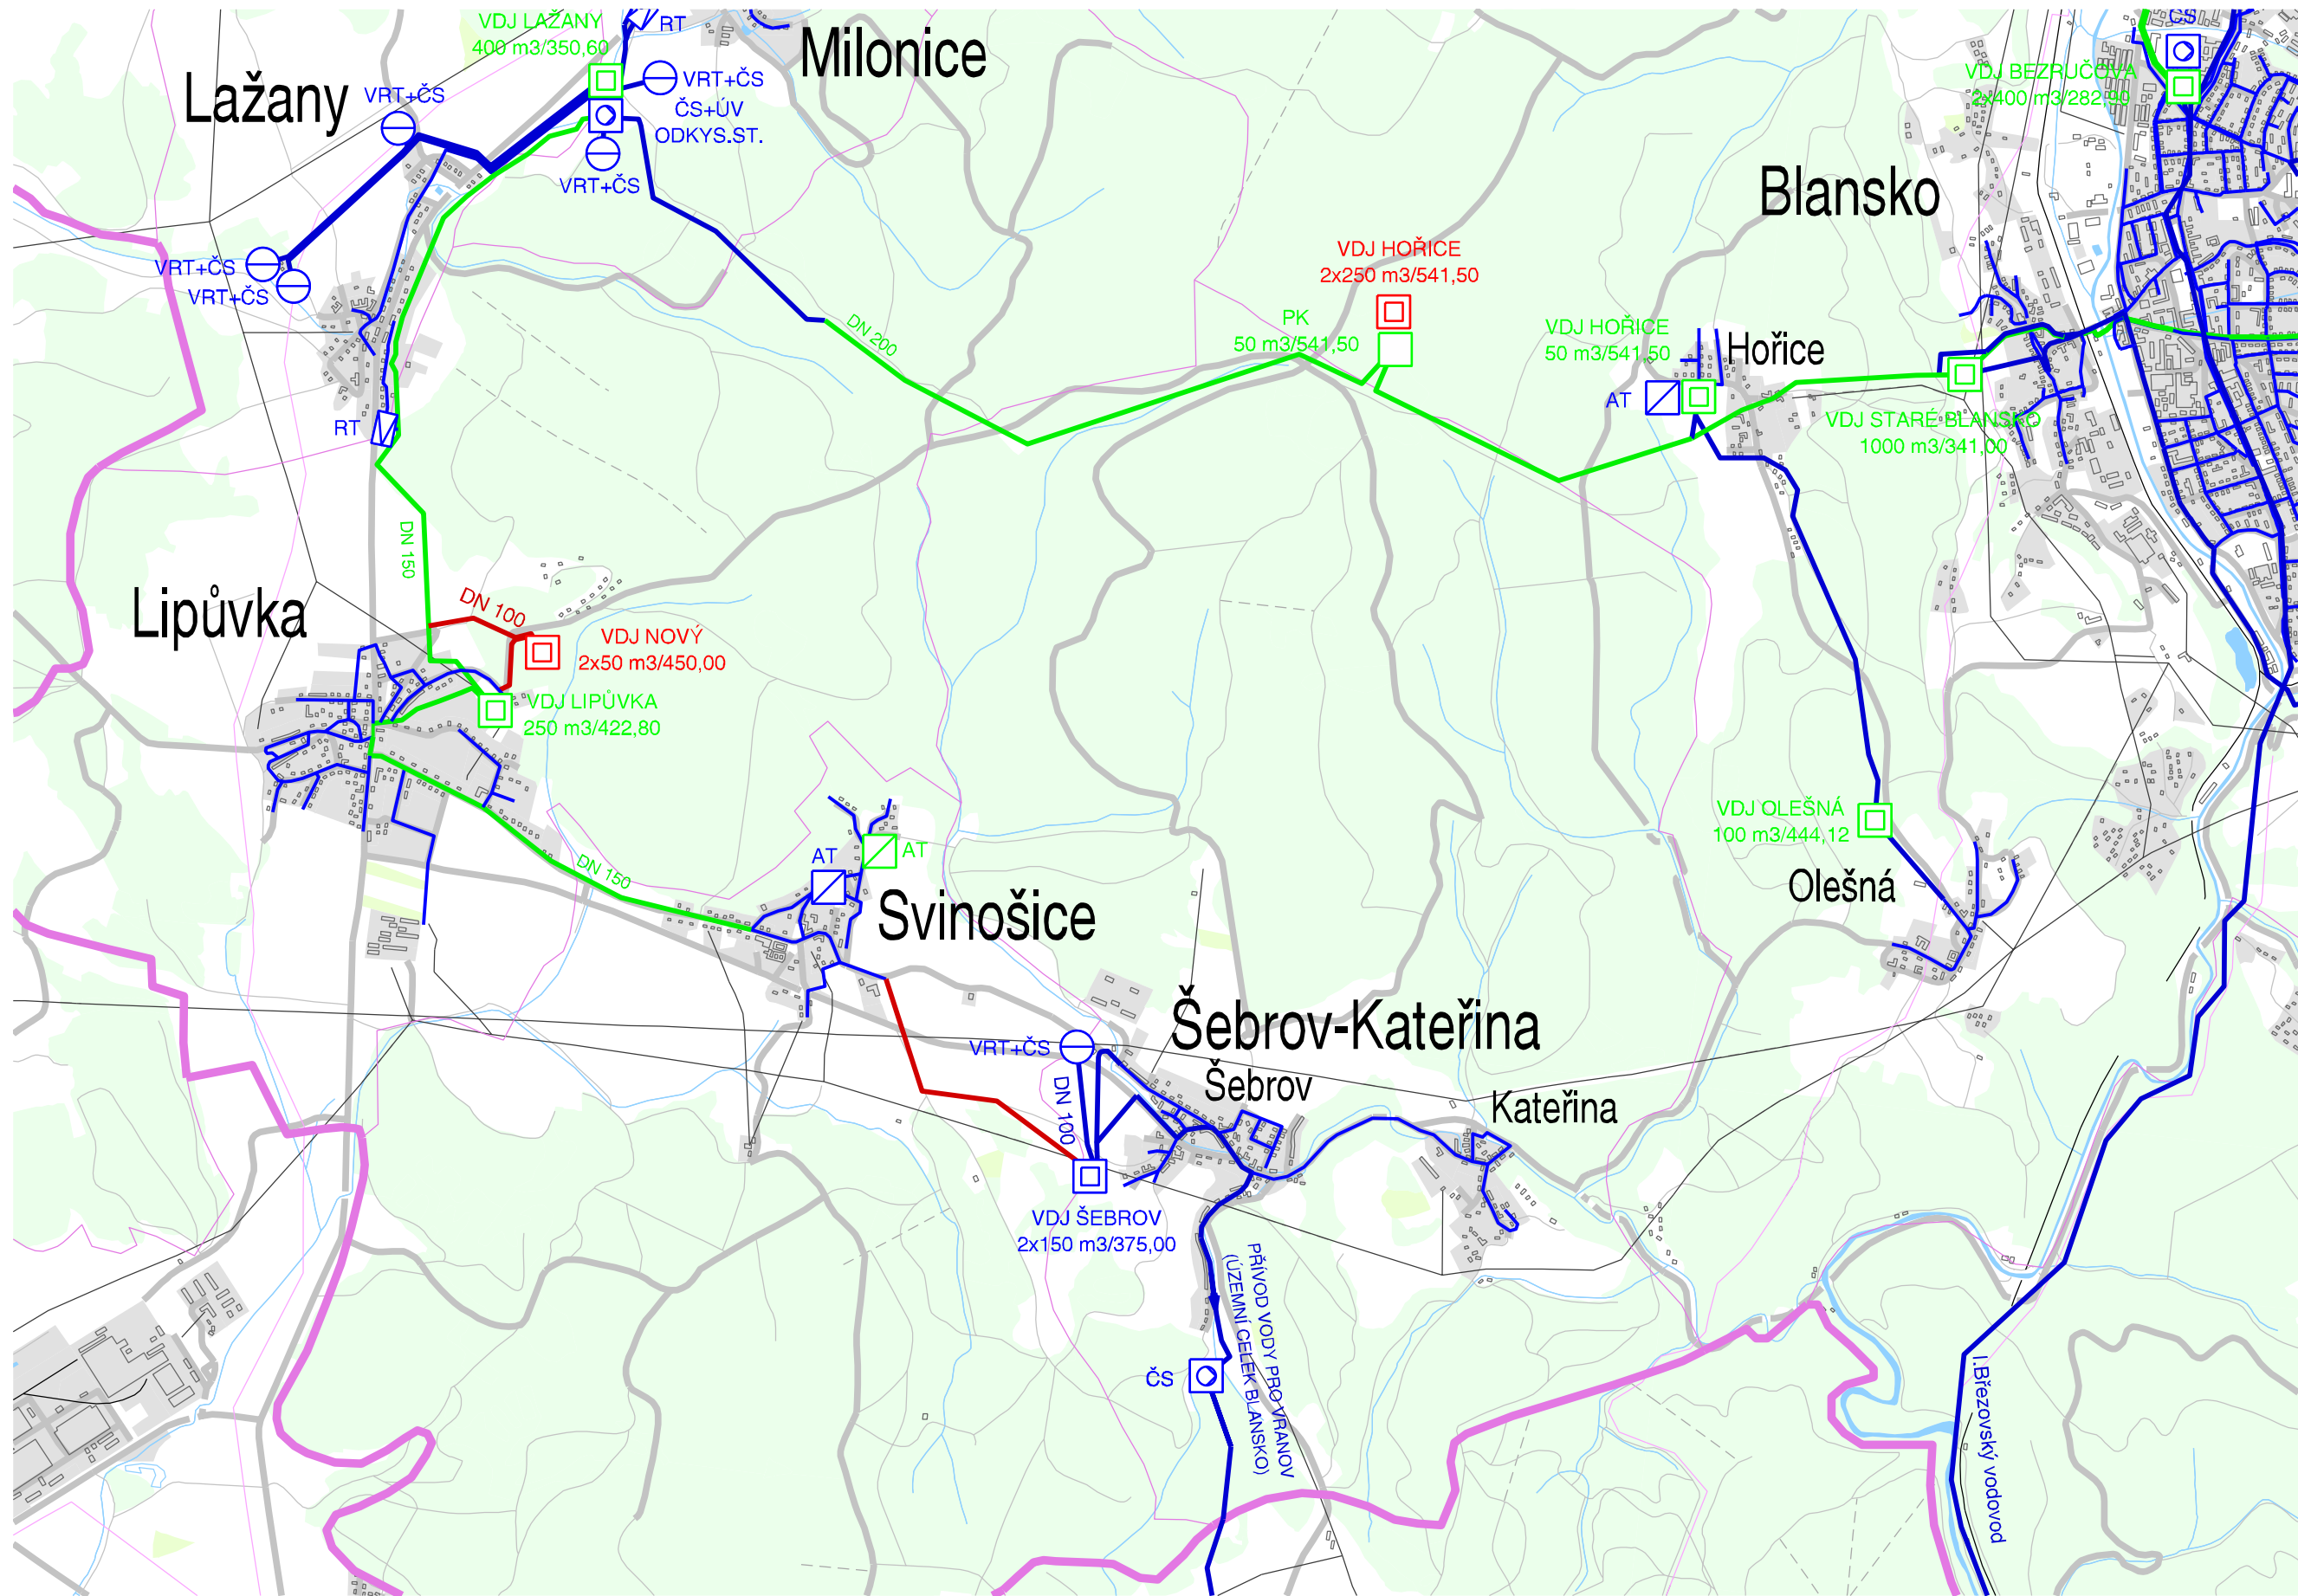 VDJ LAŽANY
400 m3/350,60
RT
Milonice
ČS
VDJ BEZRUČOVA
2x400 m3/282,90
Lažany
VRT+ČS
VRT+ČS
ČS+ÚV
ODKYS.ST.
VRT+ČS
Blansko
VRT+ČS
VRT+ČS
VDJ HOŘICE
2x250 m3/541,50
PK
50 m3/541,50
VDJ HOŘICE
50 m3/541,50
Hořice
DN 200
AT
RT
VDJ STARÉ BLANSKO
1000 m3/341,00
DN 150
Lipůvka
DN 100
VDJ NOVÝ
2x50 m3/450,00
VDJ LIPŮVKA
250 m3/422,80
VDJ OLEŠNÁ
100 m3/444,12
AT
AT
DN 150
Olešná
Svinošice
Šebrov-Kateřina
VRT+ČS
Šebrov
DN 100
Kateřina
VDJ ŠEBROV
2x150 m3/375,00
PŘÍVOD VODY PRO VRANOV
(ÚZEMNÍ CELEK BLANSKO)
ČS
I.Březovský vodovod